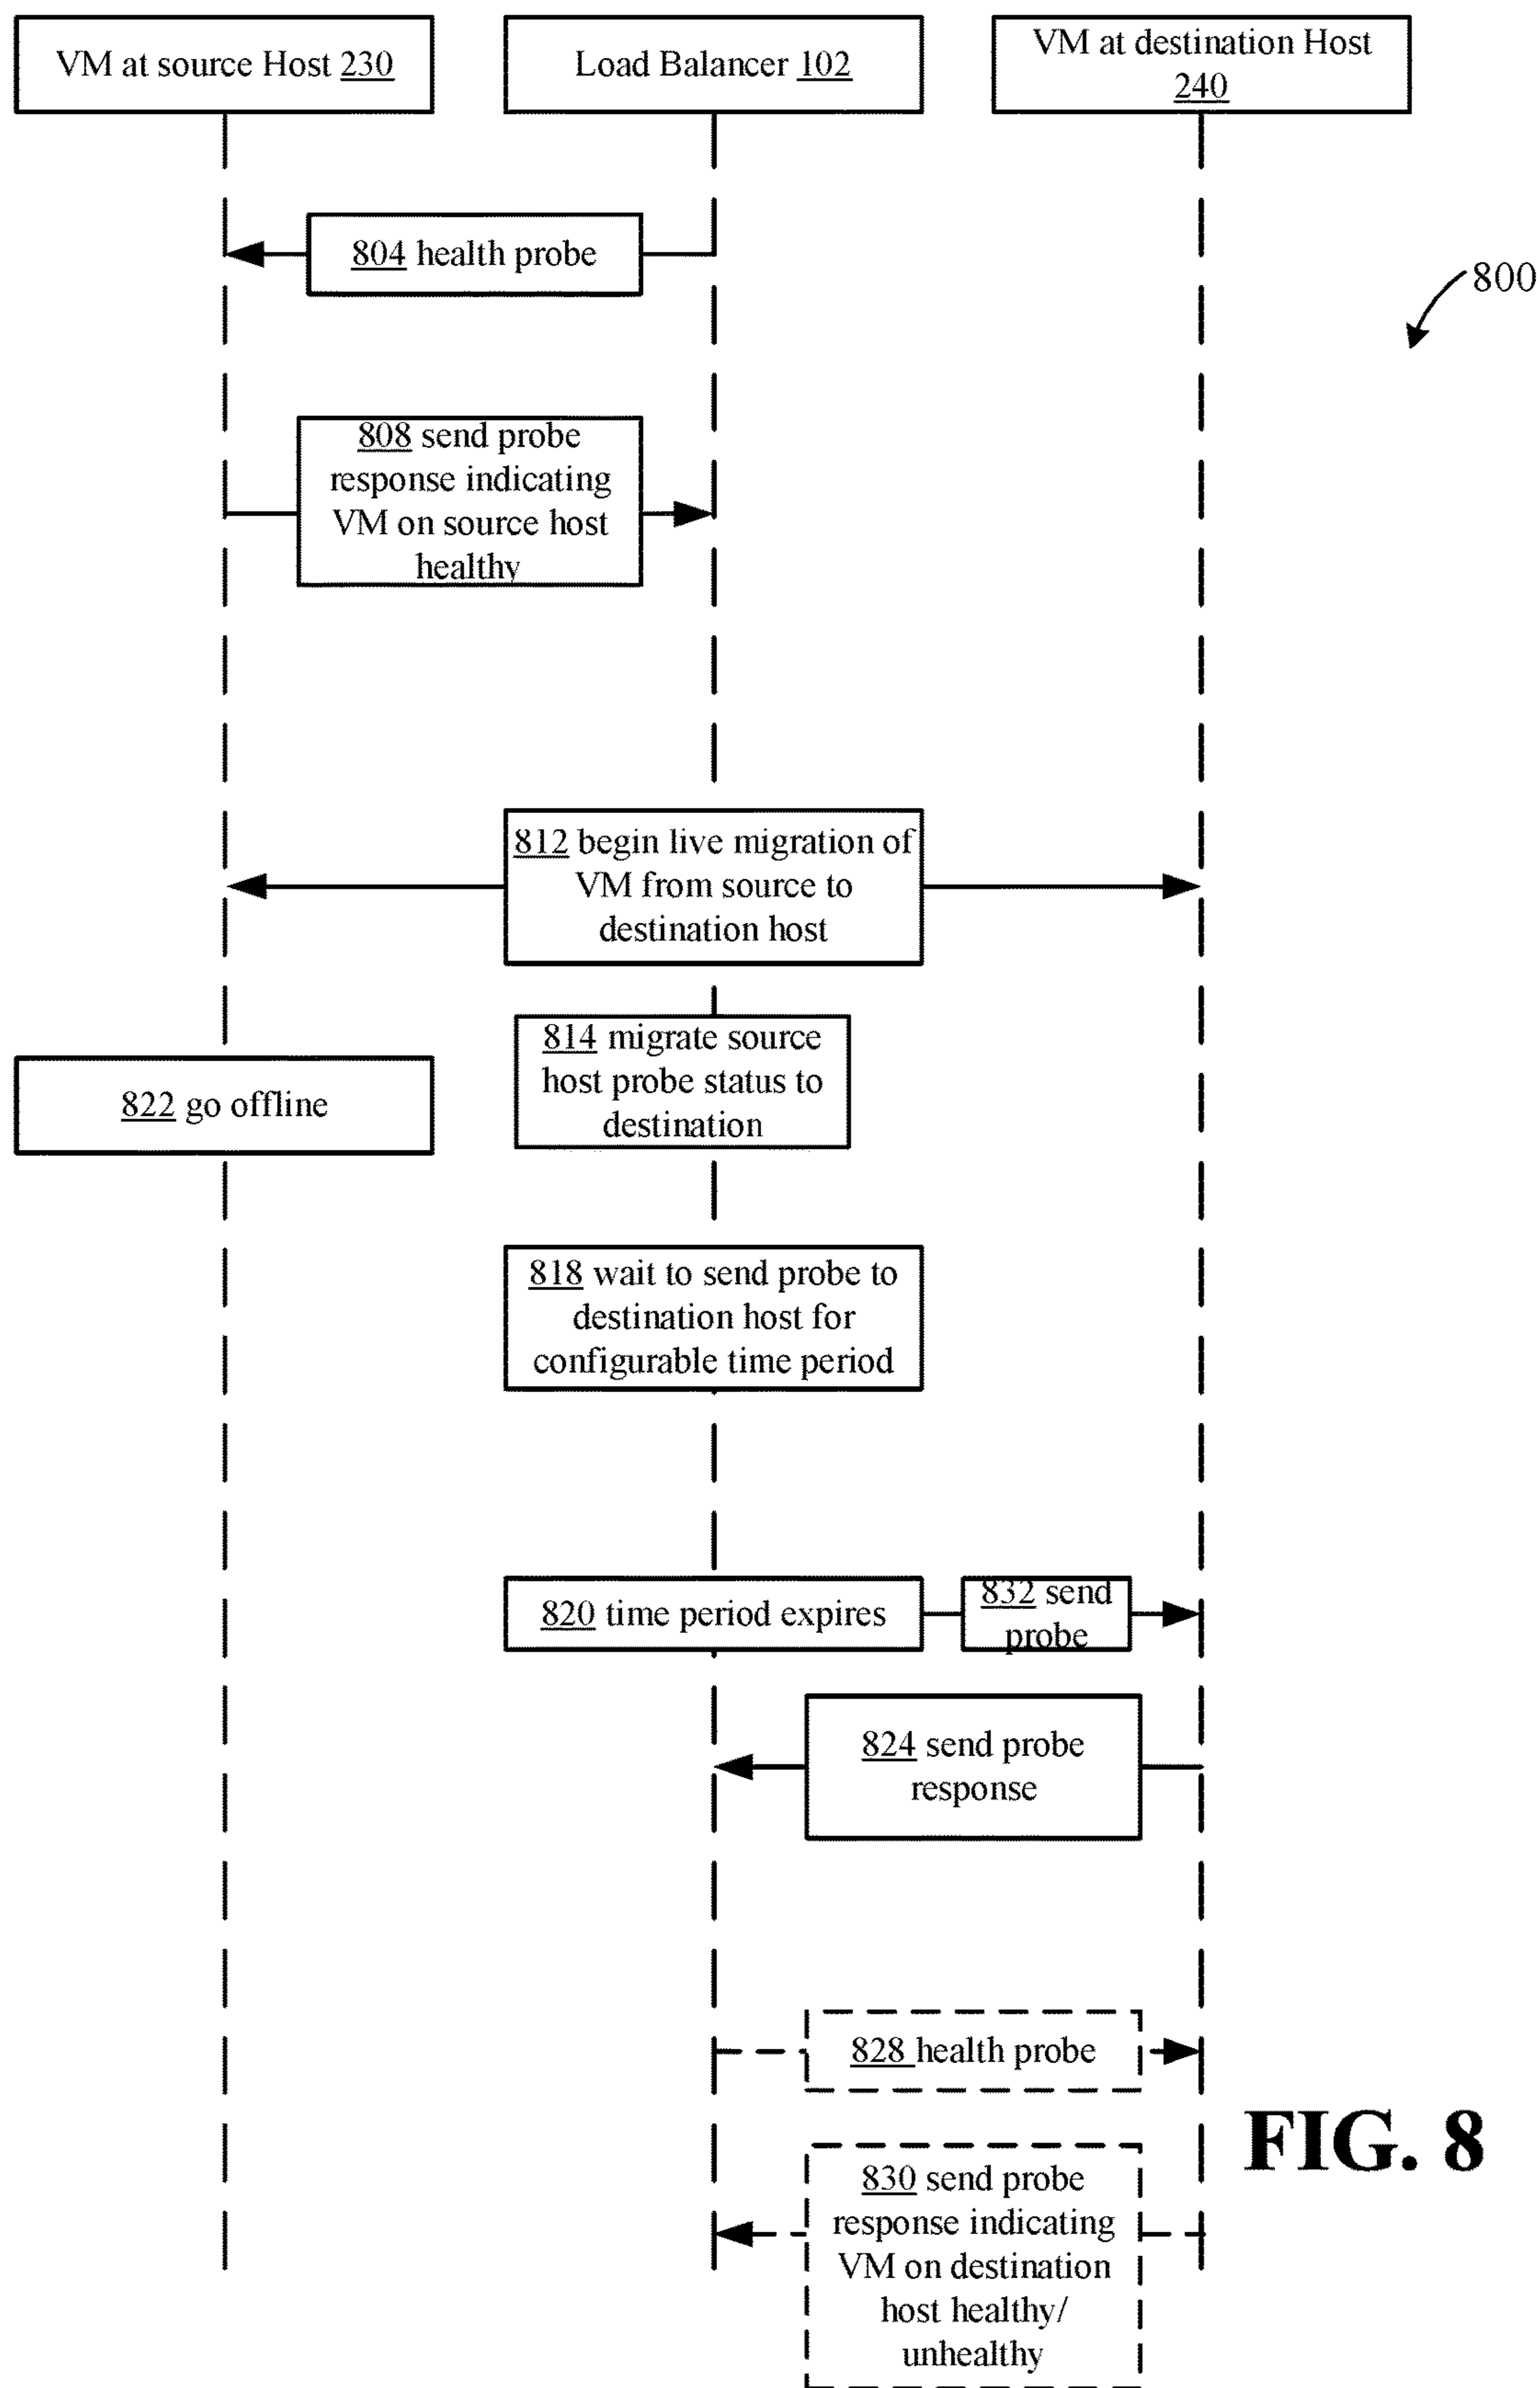 VM at source Host 230
Load Balancer 102
VM at destination Host
240
804 health probe
800
808 send probe
response indicating
VM on source host
healthy
812 begin live migration of
VM from source to
destination host
814 migrate source
host probe status to
destination
822 go offline
818 wait to send probe to
destination host for
configurable time period
820 time period expires
832 send
probe
824 send probe
response
828 health probe
FIG. 8
830 send probe
response indicating
VM on destination
host healthy/
unhealthy